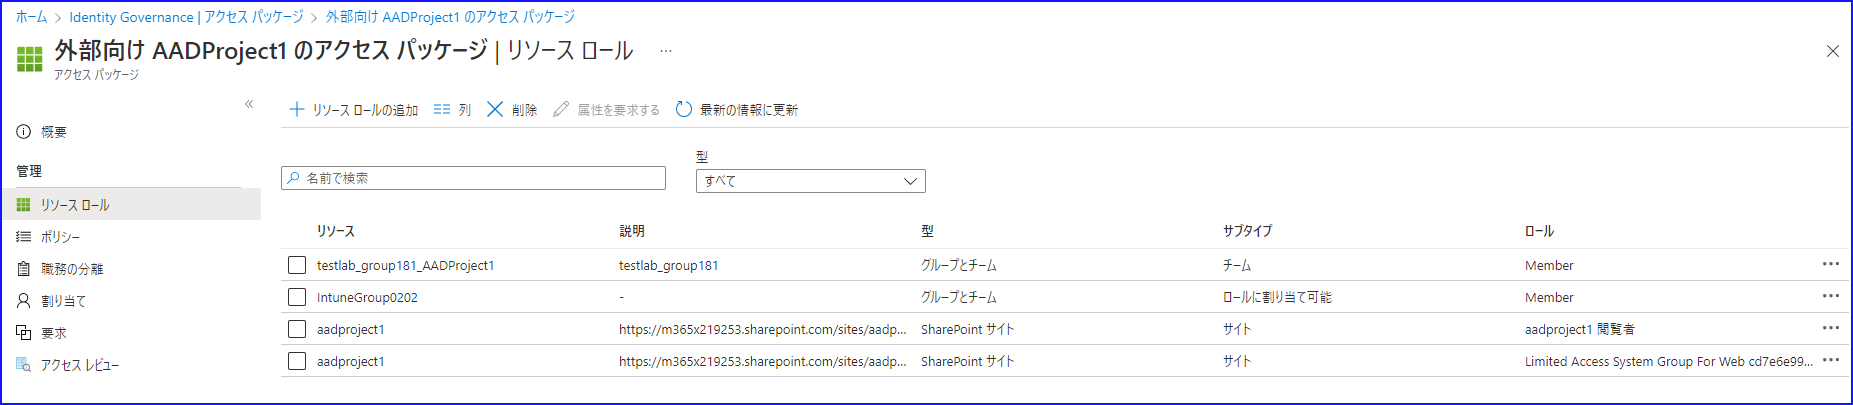 ホーム > Identity Governance | アクセス パッケージ > 外部向け AADProject1 のアクセス パッケージ
外部向け AADProject1 のアクセス パッケージ | リソース ロール ...
アクセス パッケージ
リソース ロールの追加 列 削除 属性を要求する 最新の情報に更新
概要
管理
リソース ロール
ポリシー
職務の分離
割り当て
要求
アクセス レビュー
型
名前で検索 すべて
リソース 説明 型 サブタイプ ロール
testlab_group181_AADProject1 testlab_group181 グループとチーム チーム Member
IntuneGroup0202 - グループとチーム ロールに割り当て可能 Member
aadproject1 https://m365x219253.sharepoint.com/sites/aadp... SharePoint サイト サイト aadproject1 閲覧者
aadproject1 https://m365x219253.sharepoint.com/sites/aadp... SharePoint サイト サイト Limited Access System Group For Web cd7e6e99...